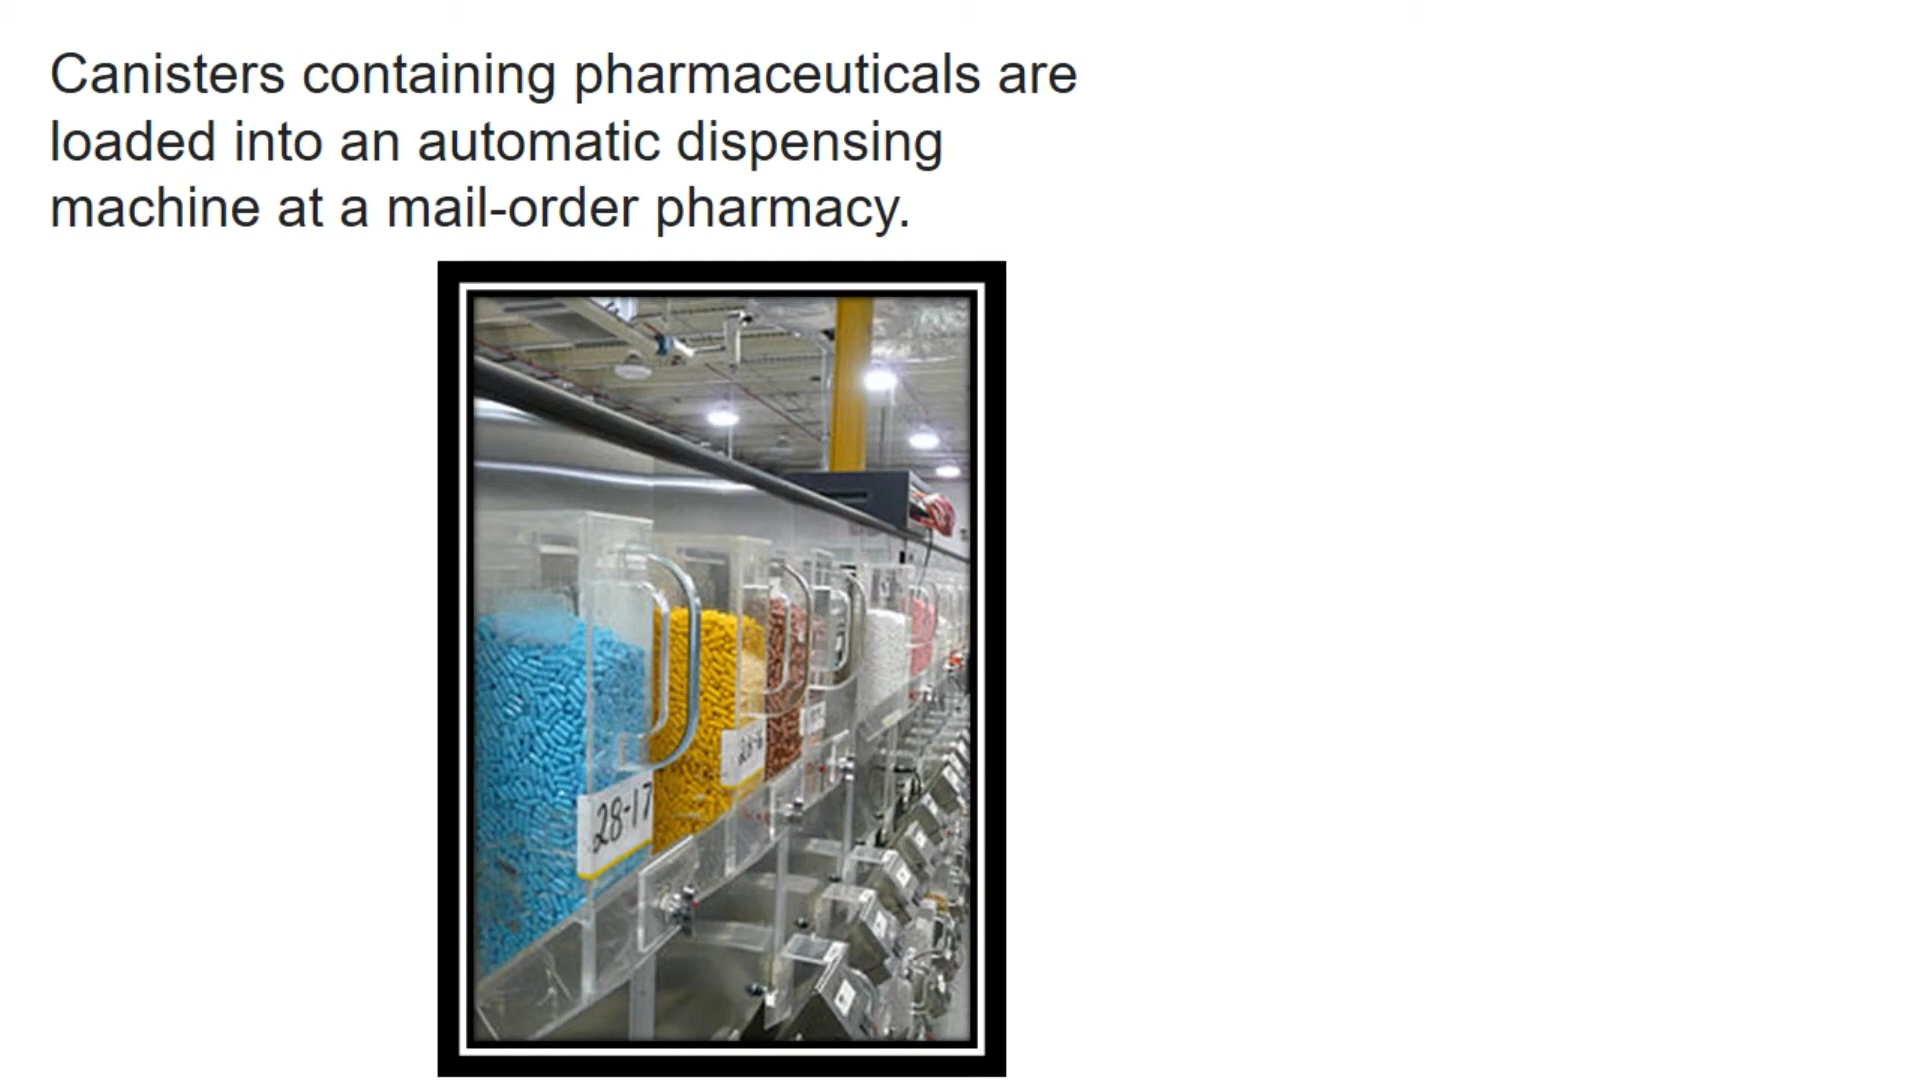 Canisters containing pharmaceuticals are
loaded into an automatic dispensing
machine at a mail-order pharmacy.
28-17